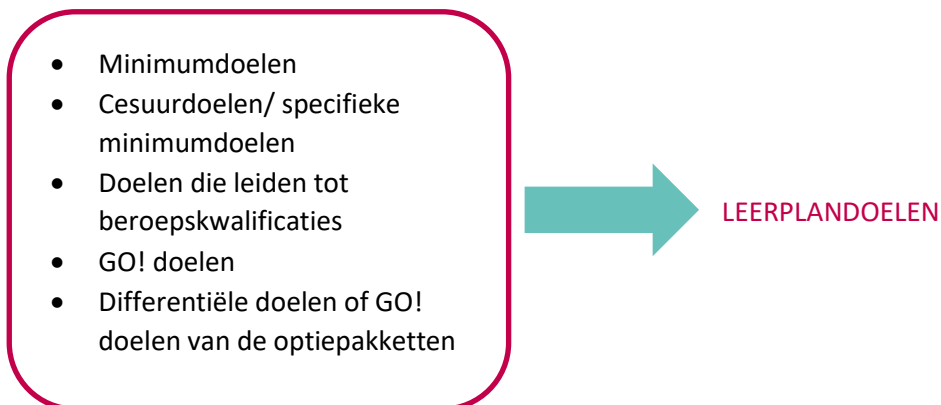 • Minimumdoelen
• Cesuurdoelen/ specifieke
minimumdoelen
• Doelen die leiden tot
beroepskwalificaties
• GO! doelen
• Differentiële doelen of GO!
doelen van de optiepakketten
LEERPLANDOELEN